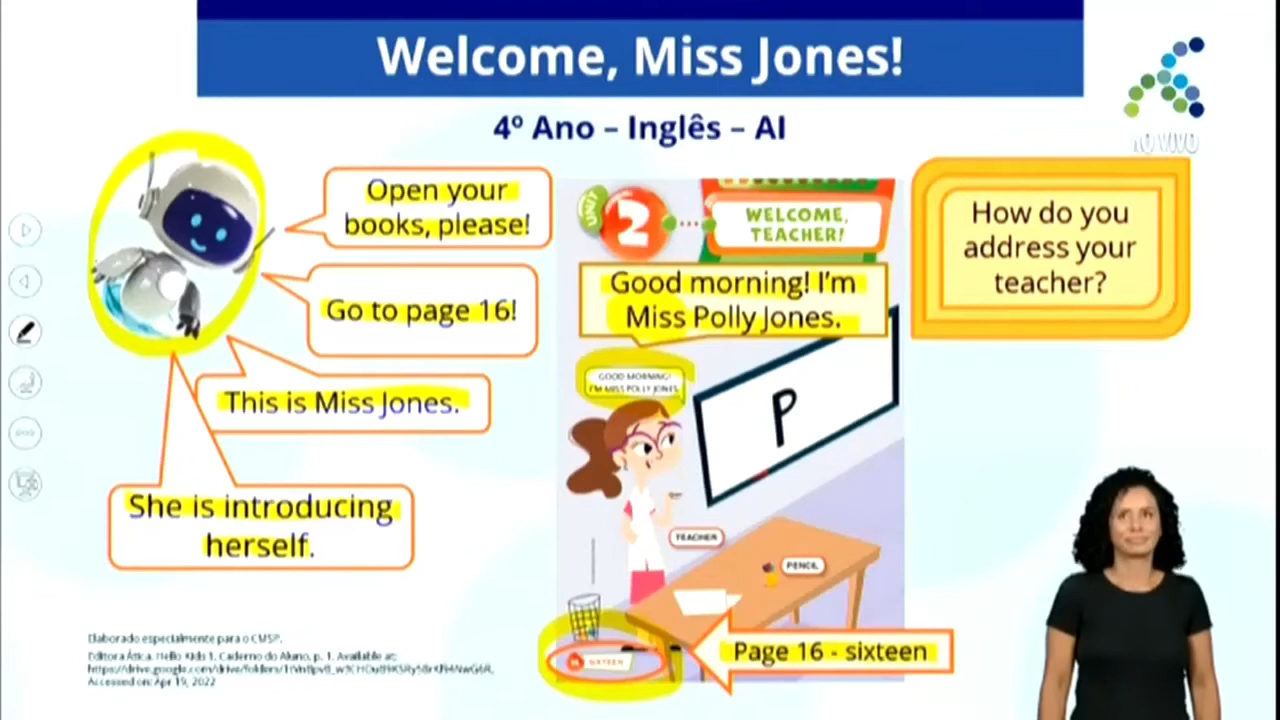 Welcome, Miss Jones!
4º Ano – Inglês – AI
AO VIVO
Open your
books, please!
Go to page 16!
This is Miss Jones.
She is introducing
herself.
UNIT
2
WELCOME,
TEACHER!
Good morning! I'm
Miss Polly Jones.
GOOD MORNING!
I'M MISS POLLY JONES.
P
TEACHER
PENCIL
SIXTEEN
Page 16 - sixteen
How do you
address your
teacher?
Elaborado especialmente para o CMSP.
Editora Ática. Hello Kids 1. Caderno do Aluno, p. 1. Available at:
Accessed on: Apr 19, 2022